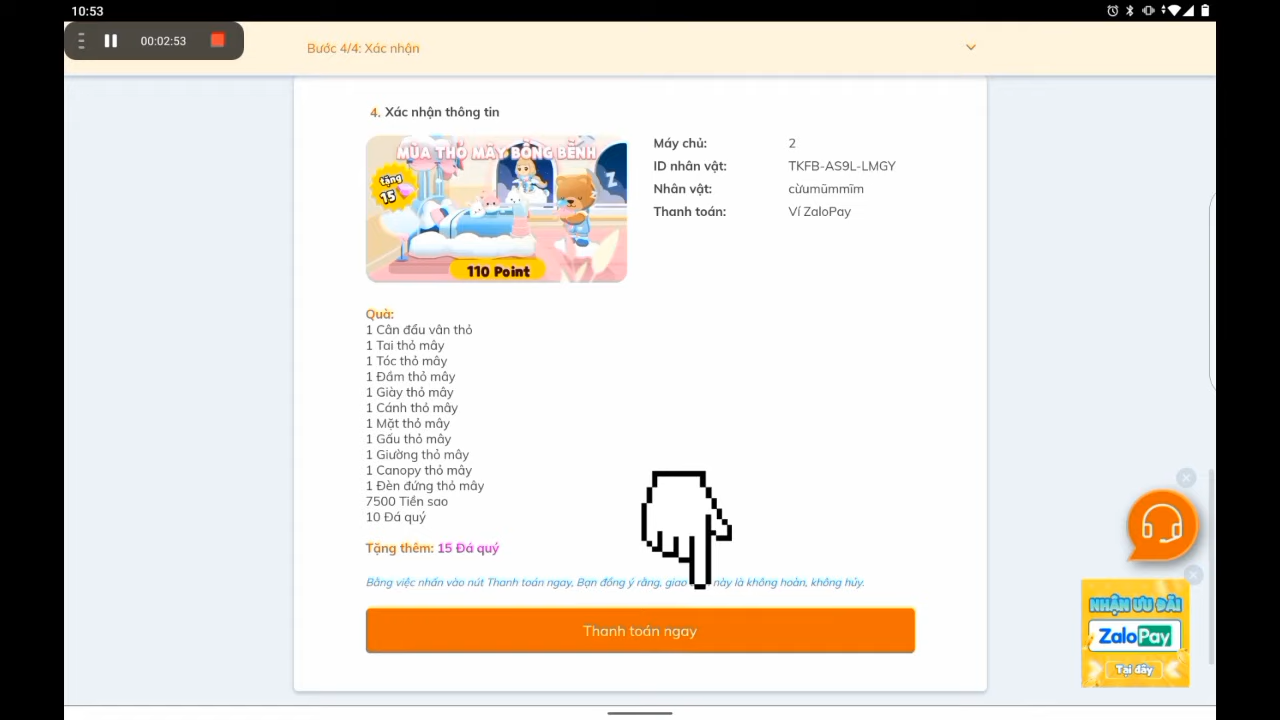 10:53
00:02:53
Bước 4/4: Xác nhận
4. Xác nhận thông tin
MÙA THỎ MÂY BỒNG BỀNH
tặng
15
Z
110 Point
Máy chủ: 2
ID nhân vật: TKFB-AS9L-LMGY
Nhân vật: cừumūmmīm
Thanh toán: Ví ZaloPay
Quà:
1 Cân đẩu vân thỏ
1 Tai thỏ mây
1 Tóc thỏ mây
1 Đầm thỏ mây
1 Giày thỏ mây
1 Cánh thỏ mây
1 Mặt thỏ mây
1 Gấu thỏ mây
1 Giường thỏ mây
1 Canopy thỏ mây
1 Đèn đứng thỏ mây
7500 Tiền sao
10 Đá quý
Tặng thêm: 15 Đá quý
Bằng việc nhấn vào nút Thanh toán ngay, Bạn đồng ý rằng, giao này là không hoàn, không hủy.
Thanh toán ngay
NHẬN ƯU ĐÃI
ZaloPay
Tại đây